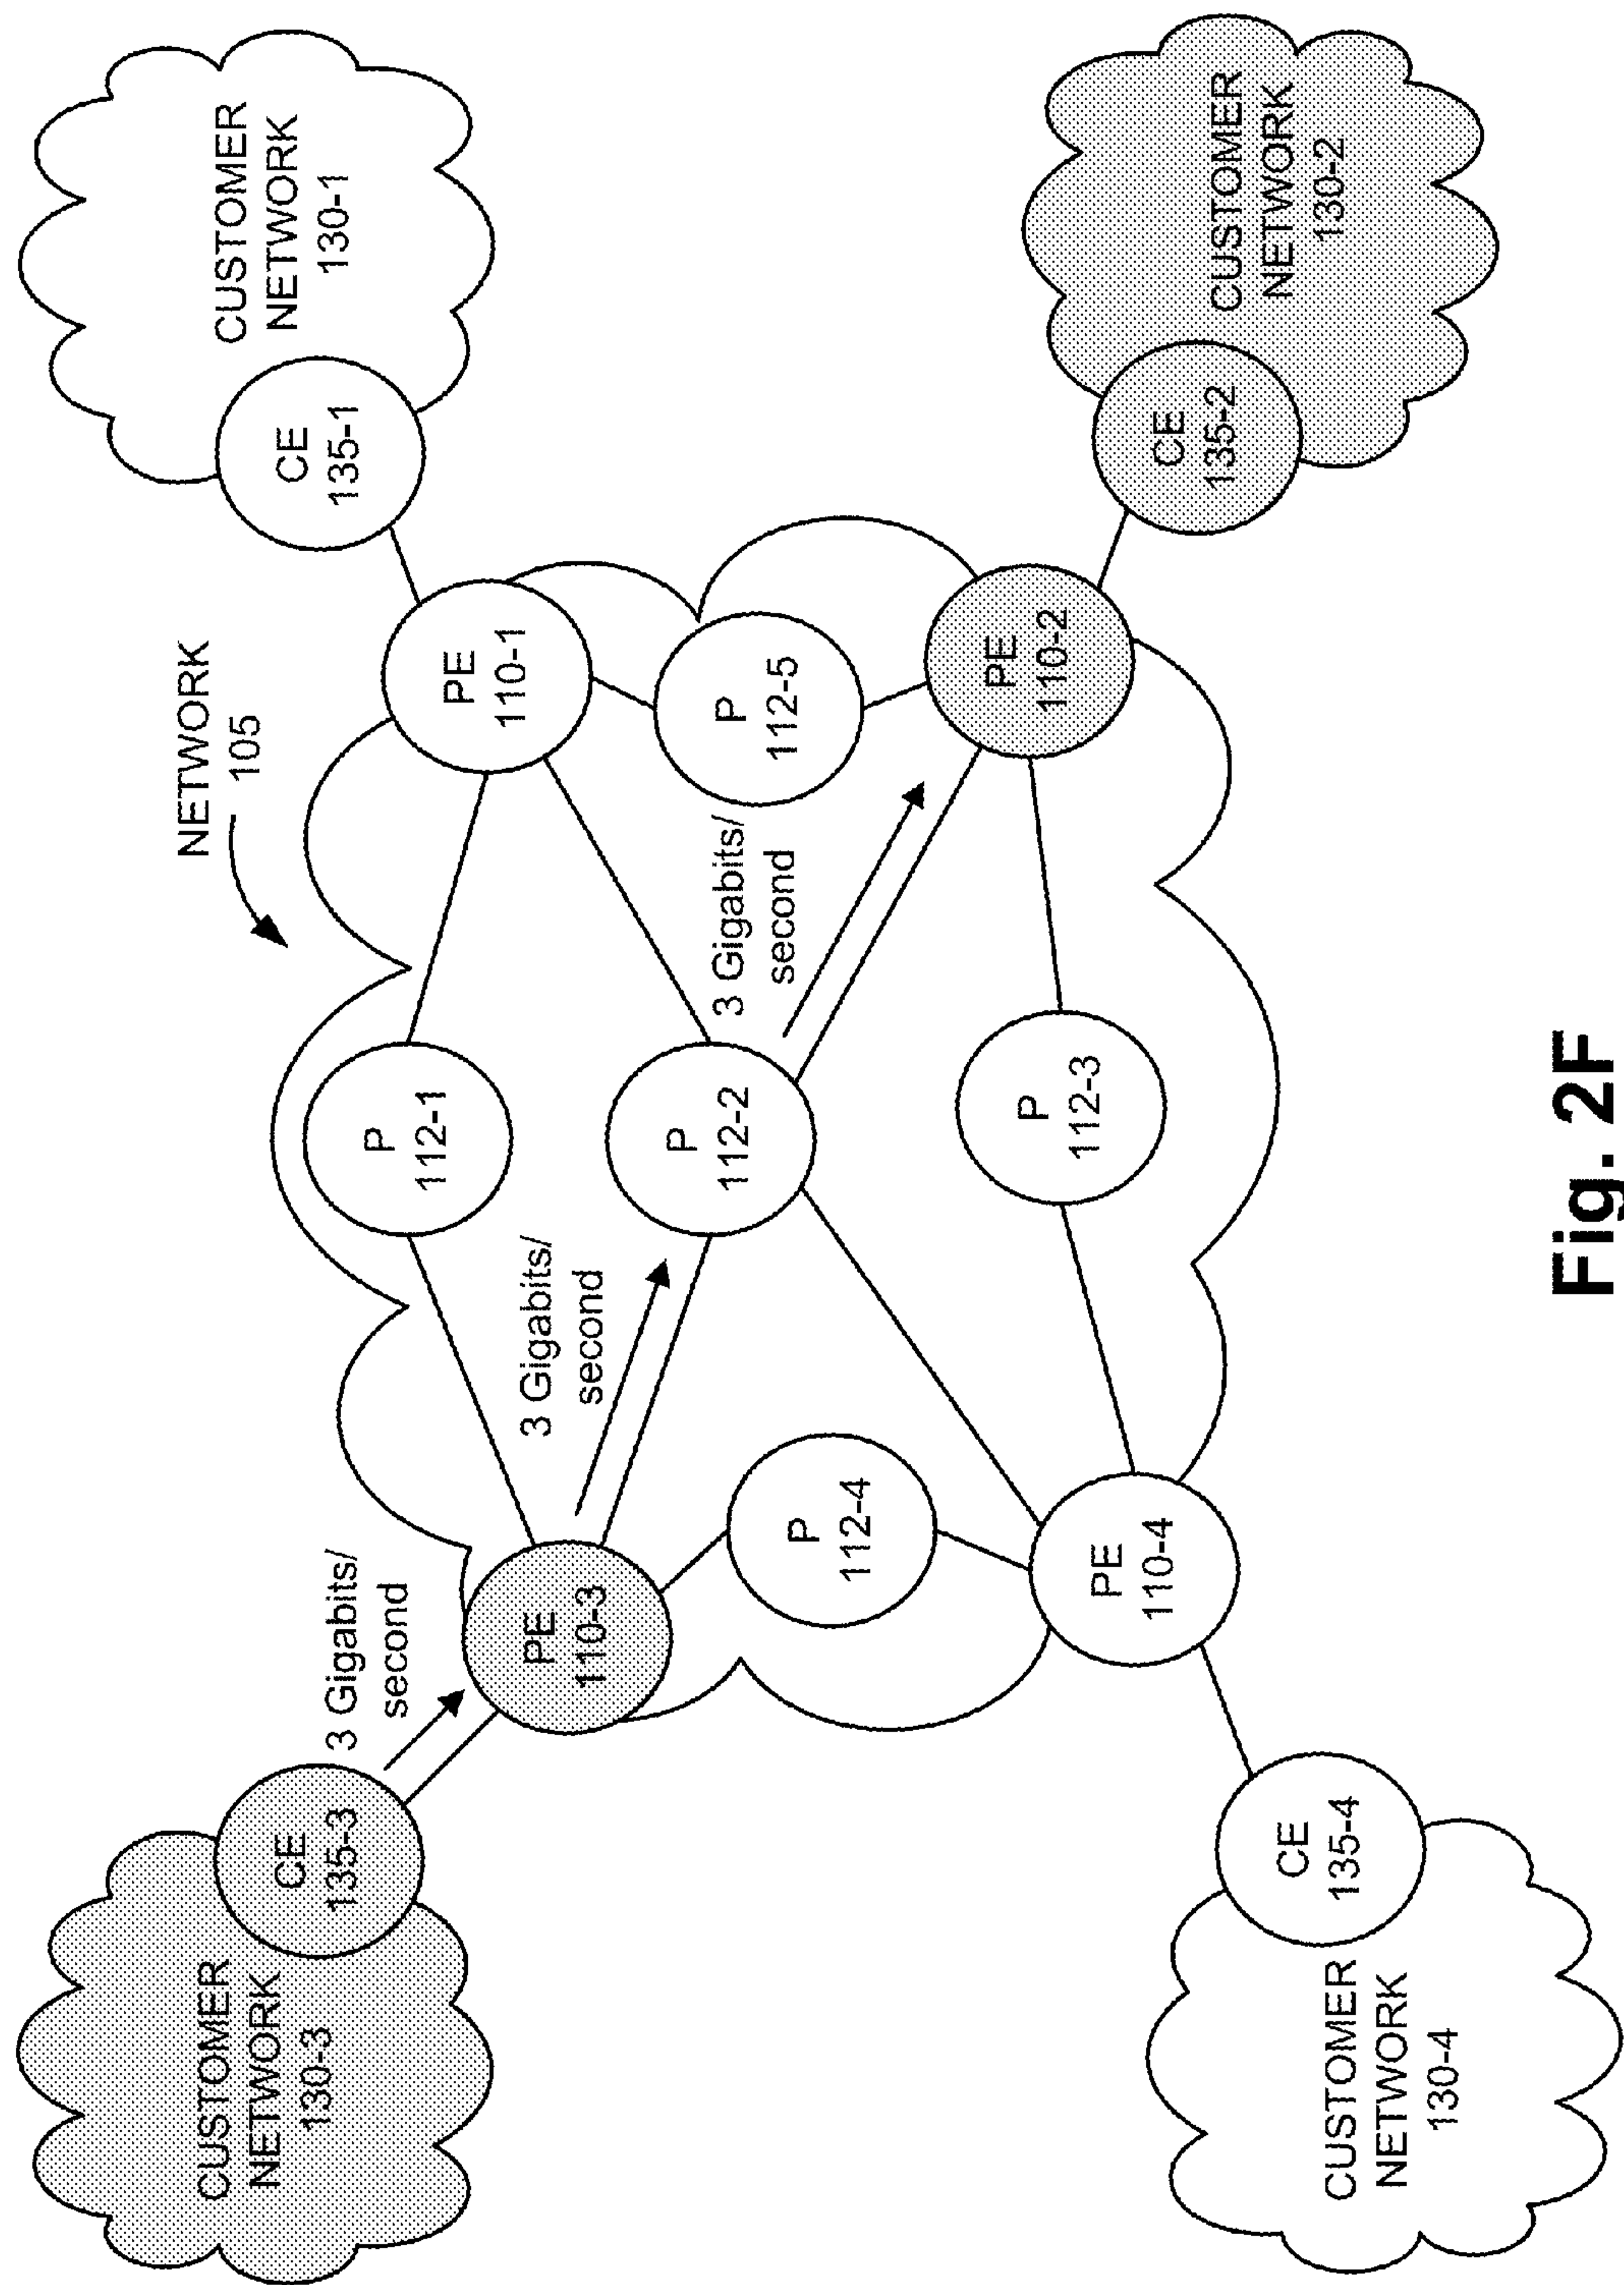 NETWORK
105
CUSTOMER
NETWORK
130-3
CE
135-3
3 Gigabits/
second
PE
110-3
3 Gigabits/
second
P
112-1
PE
110-1
CE
135-1
CUSTOMER
NETWORK
130-1
P
112-2
3 Gigabits/
second
P
112-5
P
112-4
P
112-3
PE
110-2
CE
135-2
CUSTOMER
NETWORK
130-2
PE
110-4
CE
135-4
CUSTOMER
NETWORK
130-4
Fig. 2F